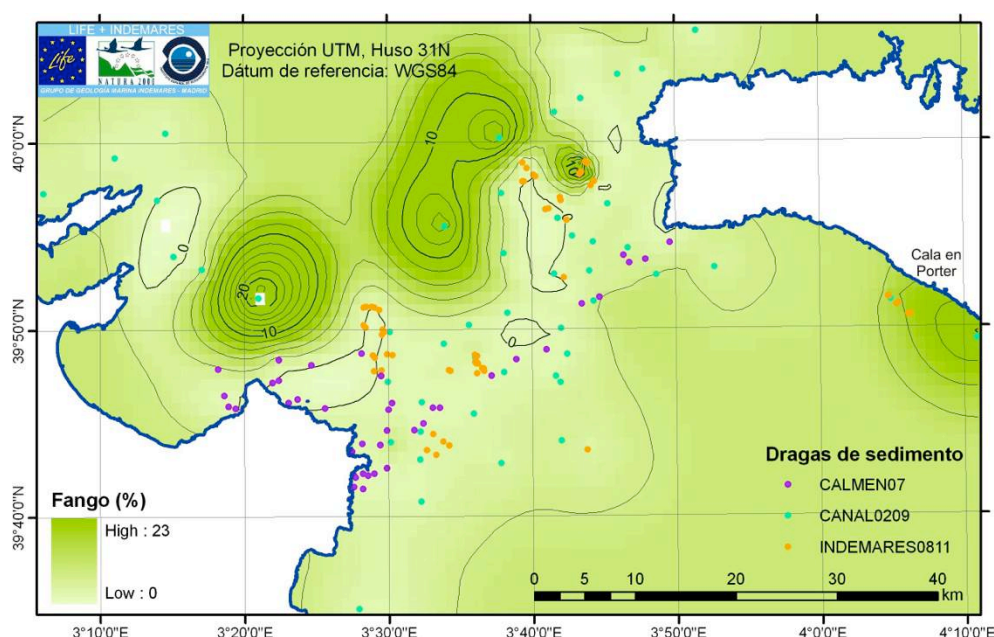 LIFE + INDEMARES
Life
NATURA 2000
GRUPO DE GEOLOGÍA MARINA INDEMARES - MADRID
Proyección UTM, Huso 31N
Dátum de referencia: WGS84
40°0'0"N
39°50'0"N
39°40'0"N
10
10
0
0
20
10
0
Cala en
Porter
Fango (%)
High : 23
Low : 0
Dragas de sedimento
CALMEN07
CANAL0209
INDEMARES0811
0 5 10 20 30 40
km
3°10'0"E 3°20'0"E 3°30'0"E 3°40'0"E 3°50'0"E 4°0'0"E 4°10'0"E